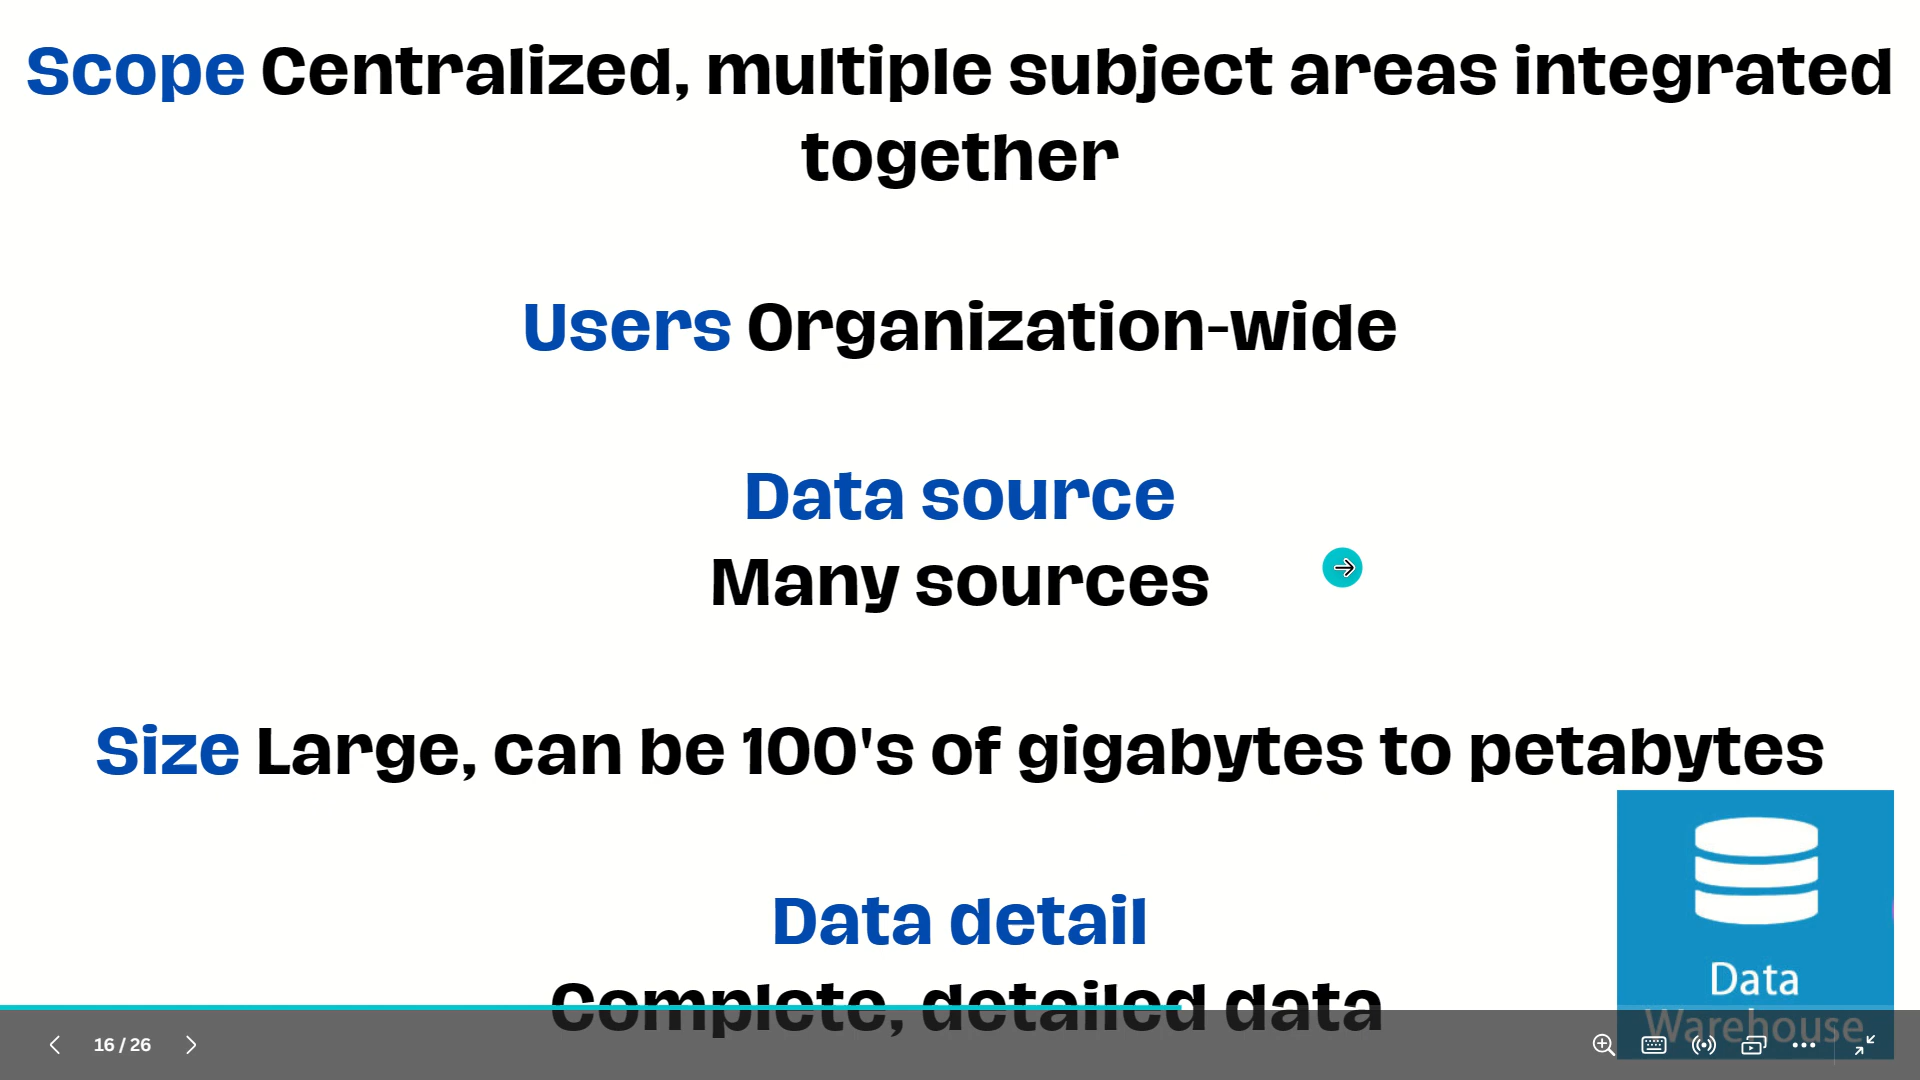 Scope Centralized, multiple subject areas integrated
together
Users Organization-wide
Data source
Many sources
Size Large, can be 100's of gigabytes to petabytes
Data detail
Complete, detailed data
Data
Warehouse
16 / 26